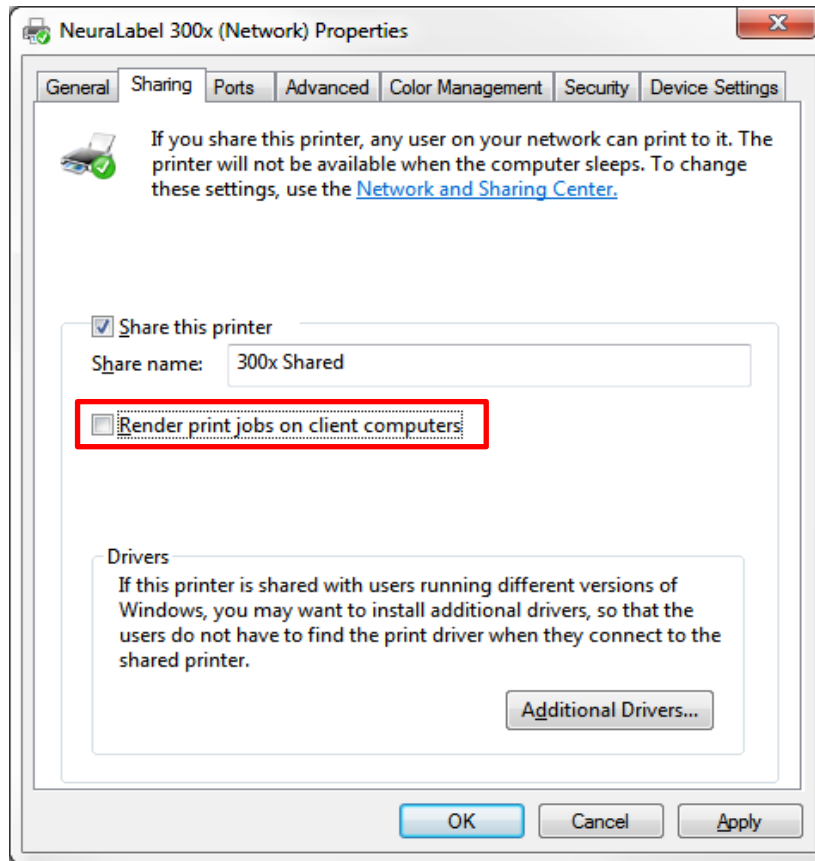 NeuraLabel 300x (Network) Properties
General Sharing Ports Advanced Color Management Security Device Settings
If you share this printer, any user on your network can print to it. The
printer will not be available when the computer sleeps. To change
these settings, use the Network and Sharing Center.
Share this printer
Share name: 300x Shared
Render print jobs on client computers
Drivers
If this printer is shared with users running different versions of
Windows, you may want to install additional drivers, so that the
users do not have to find the print driver when they connect to the
shared printer.
Additional Drivers...
OK Cancel Apply